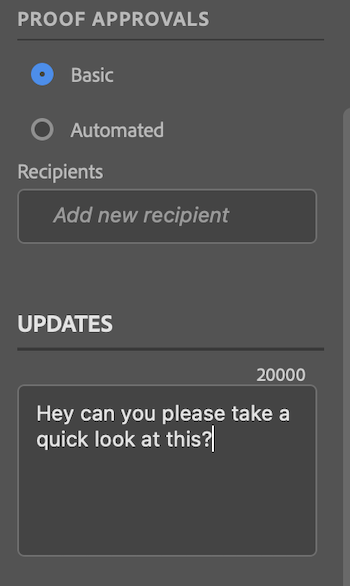 PROOF APPROVALS
Basic
Automated
Recipients
Add new recipient
UPDATES
20000
Hey can you please take a
quick look at this?